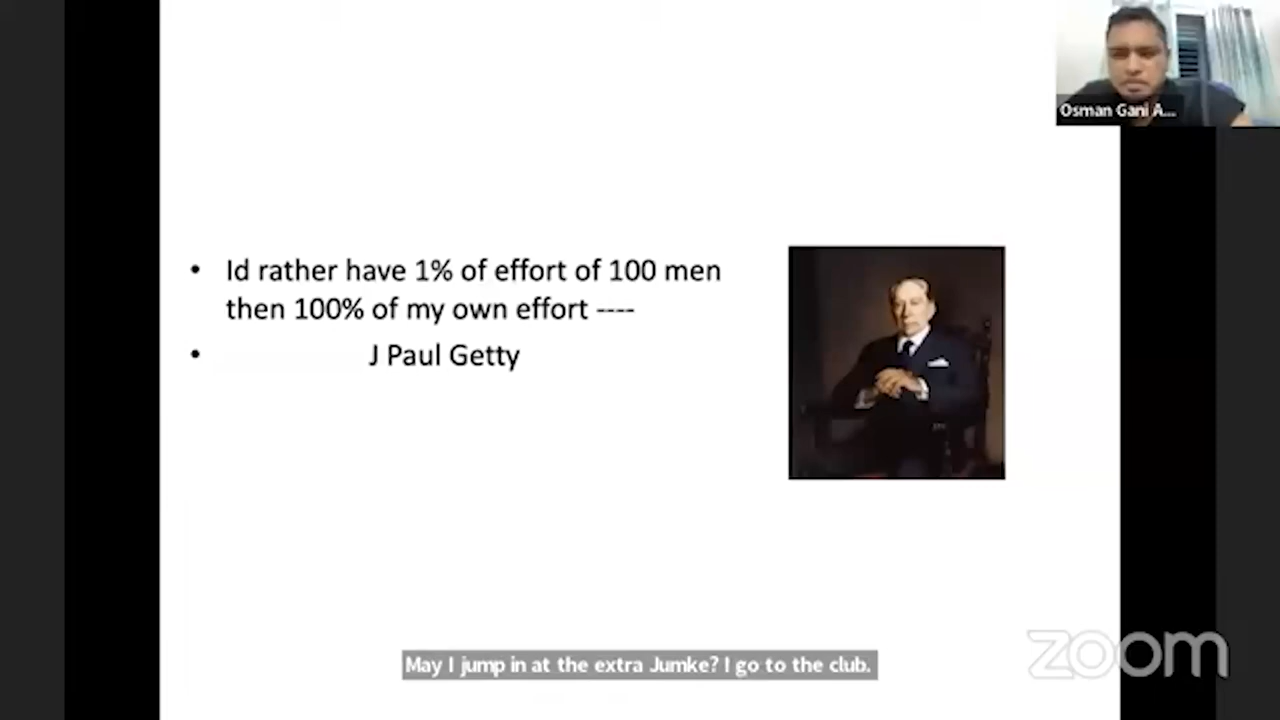 Osman Gani A...
• Id rather have 1% of effort of 100 men
then 100% of my own effort ----
• J Paul Getty
May I jump in at the extra Jumke? I go to the club.
zoom